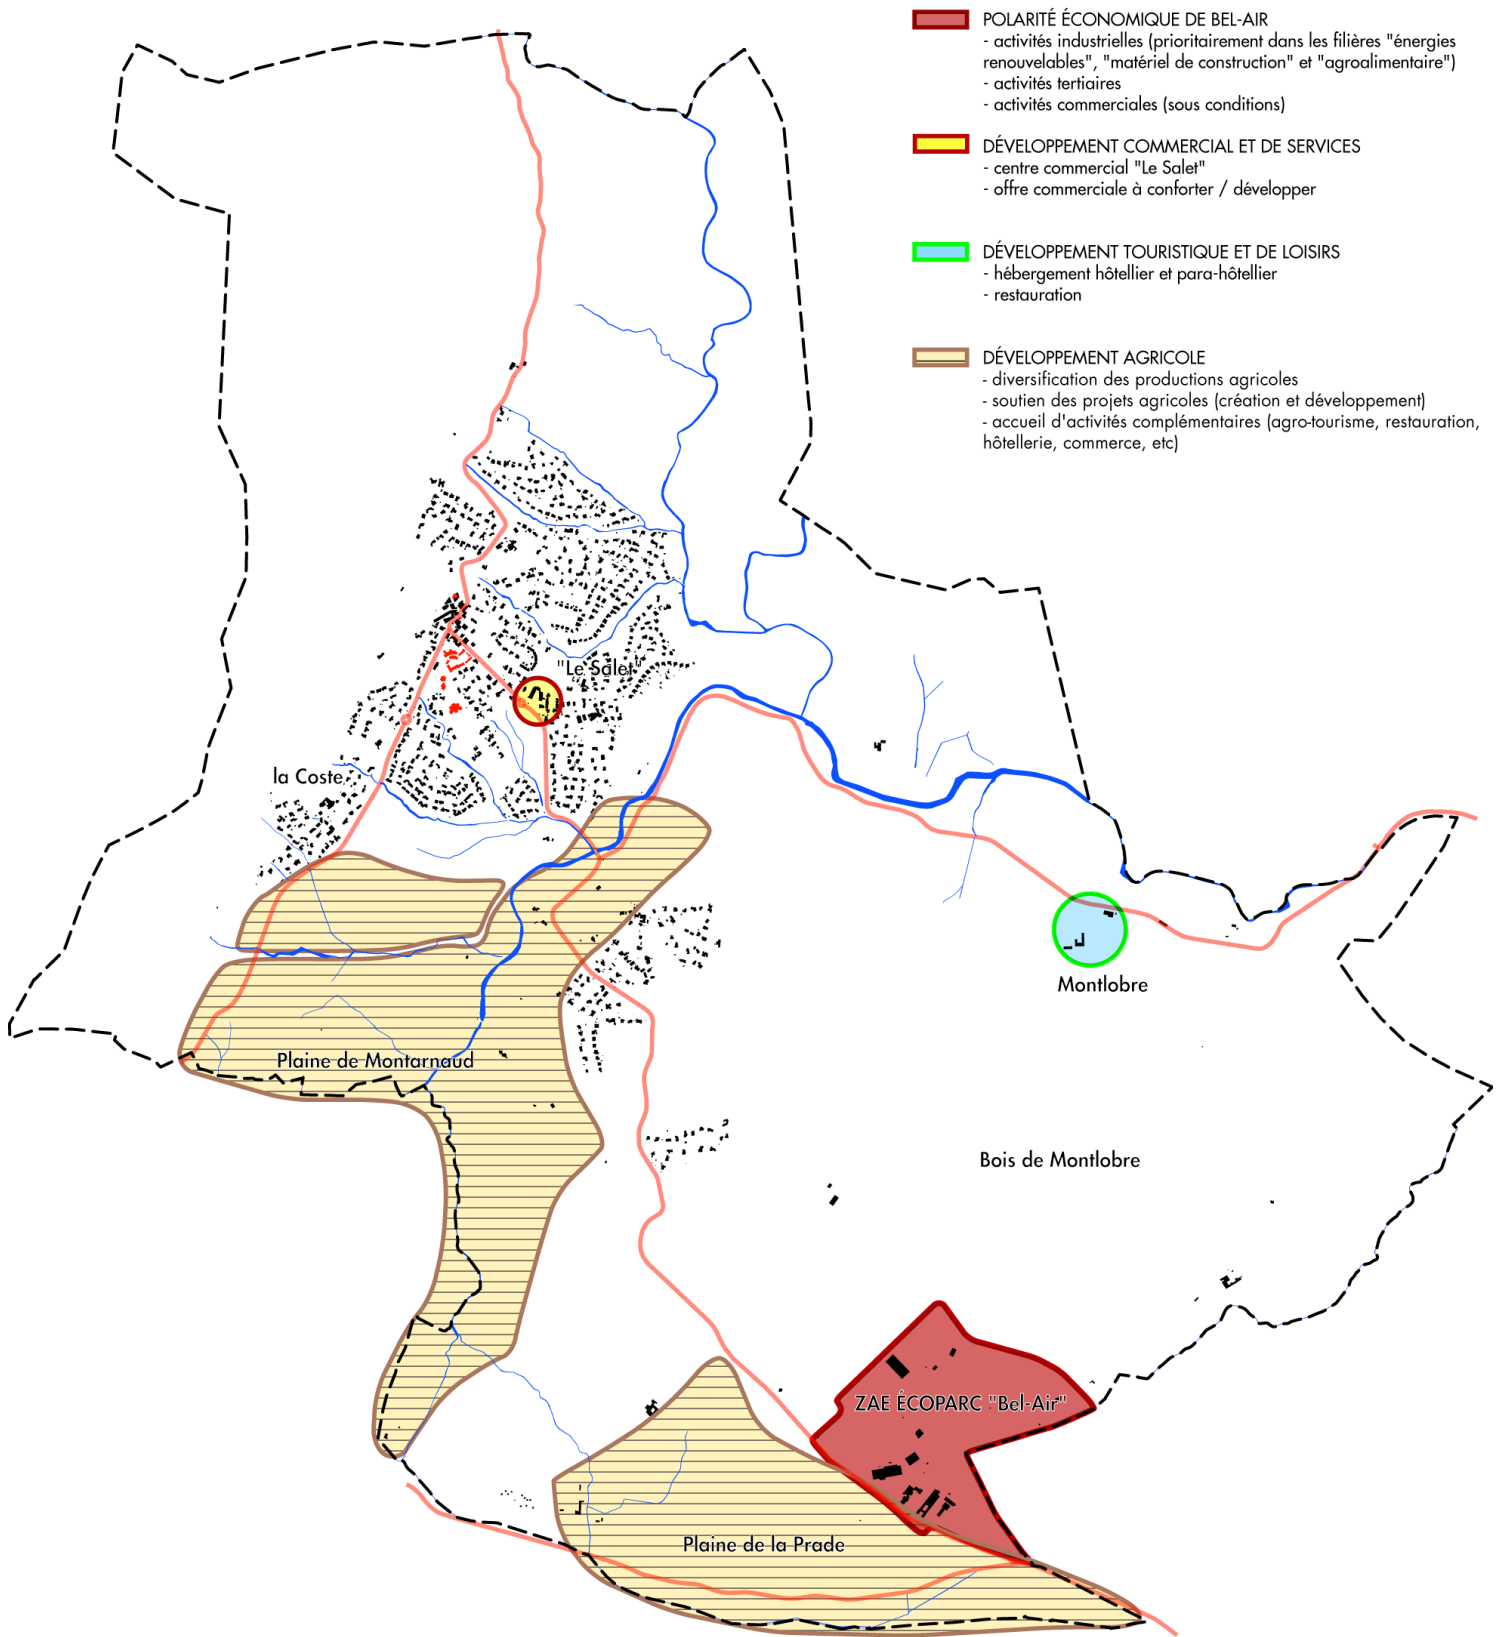 POLARITÉ ÉCONOMIQUE DE BEL-AIR
- activités industrielles (prioritairement dans les filières "énergies
renouvelables", "matériel de construction" et "agroalimentaire")
- activités tertiaires
- activités commerciales (sous conditions)
DÉVELOPPEMENT COMMERCIAL ET DE SERVICES
- centre commercial "Le Salet"
- offre commerciale à conforter / développer
DÉVELOPPEMENT TOURISTIQUE ET DE LOISIRS
- hébergement hôtellier et para-hôtellier
- restauration
DÉVELOPPEMENT AGRICOLE
- diversification des productions agricoles
- soutien des projets agricoles (création et développement)
- accueil d'activités complémentaires (agro-tourisme, restauration,
hôtellerie, commerce, etc)
"Le Salet"
la Coste
Montlobre
Plaine de Montarnaud
Bois de Montlobre
ZAE ÉCOPARC "Bel-Air"
Plaine de la Prade